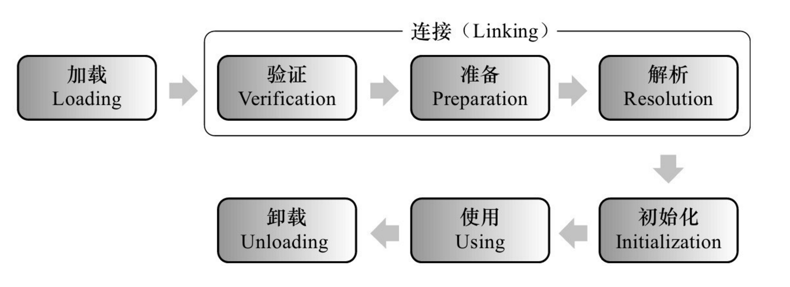 连接（Linking）
加载
Loading
验证
Verification
准备
Preparation
解析
Resolution
初始化
Initialization
使用
Using
卸载
Unloading